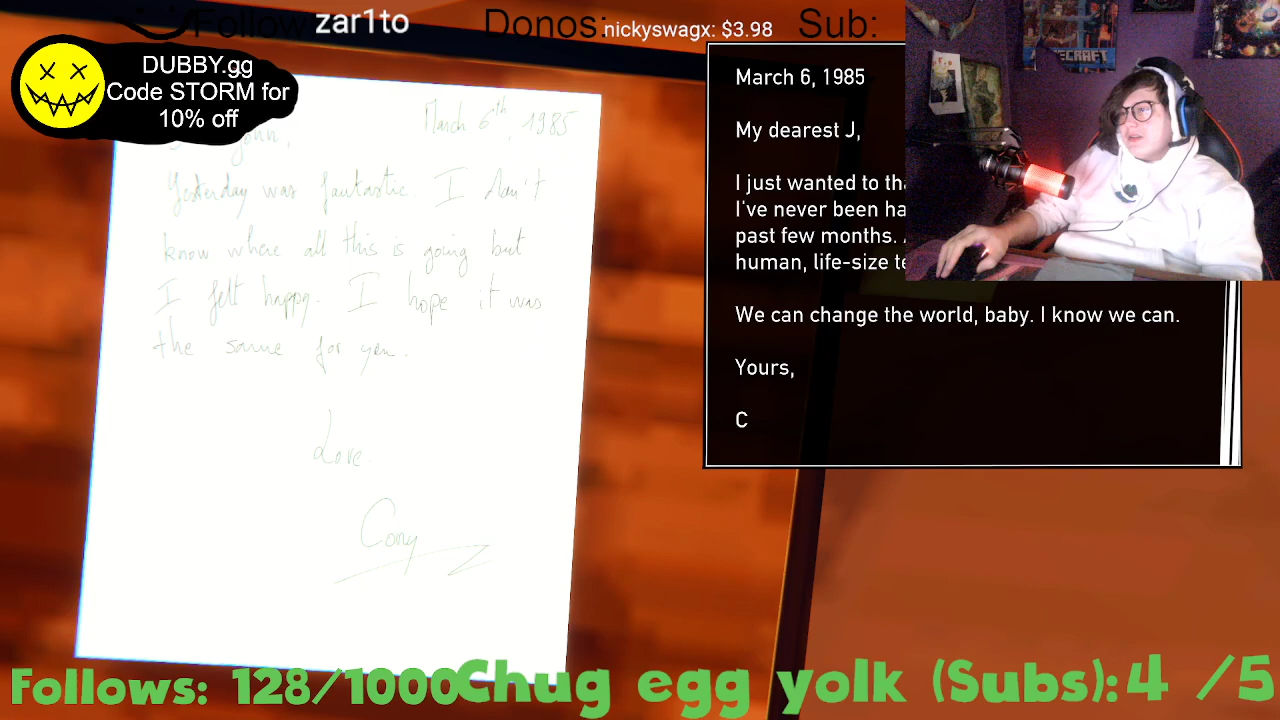 Follow
zar1to
Donos:
nickyswagx: $3.98
Sub:
DUBBY.gg
Code STORM for
10% off
March 6th, 1985
John,
Yesterday was fantastic. I don't
know where all this is going but
I felt happy. I hope it was
the same for you.
Love.
Cony
March 6, 1985
My dearest J,
I just wanted to
I've never been
past few months.
human, life-size
We can change the world, baby. I know we can.
Yours,
C
Follows: 128/1000
Chug egg yolk (Subs): 4 /5